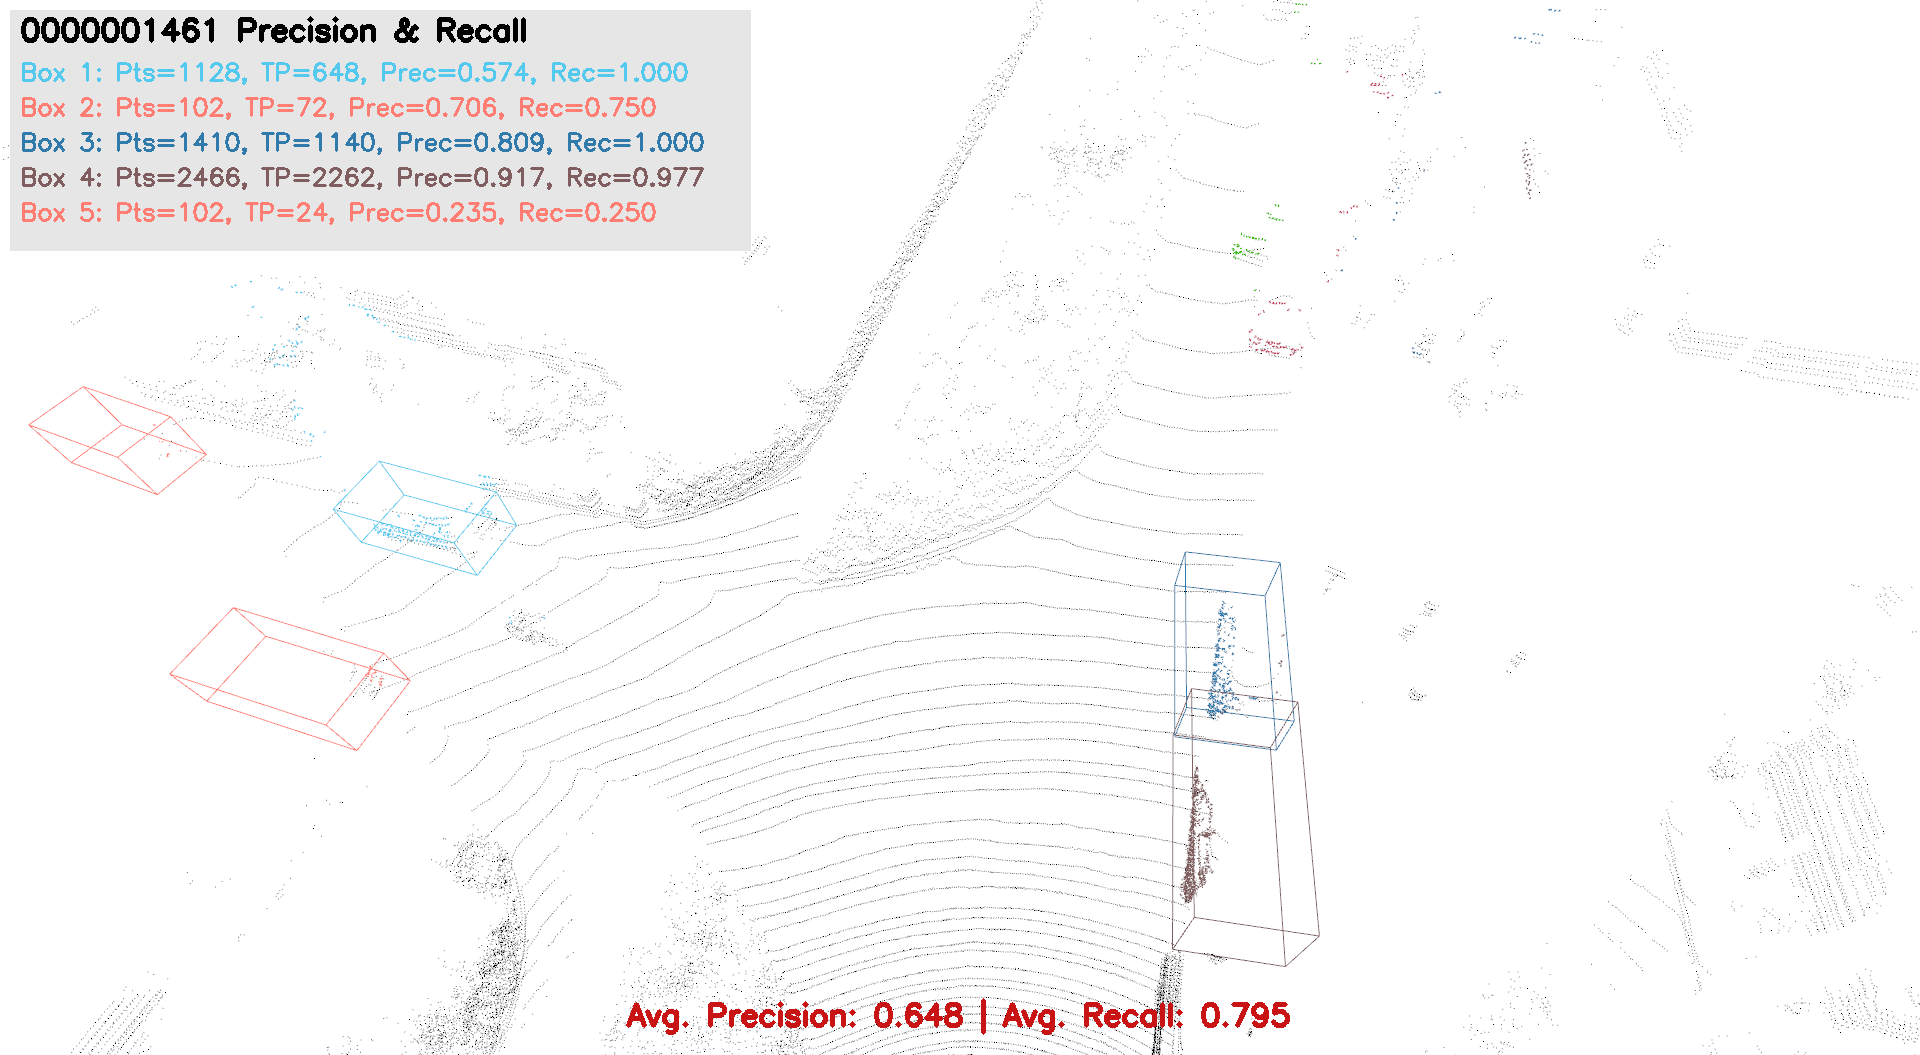 0000001461 Precision & Recall
Box 1: Pts=1128, TP=648, Prec=0.574, Rec=1.000
Box 2: Pts=102, TP=72, Prec=0.706, Rec=0.750
Box 3: Pts=1410, TP=1140, Prec=0.809, Rec=1.000
Box 4: Pts=2466, TP=2262, Prec=0.917, Rec=0.977
Box 5: Pts=102, TP=24, Prec=0.235, Rec=0.250
Avg. Precision: 0.648 | Avg. Recall: 0.795